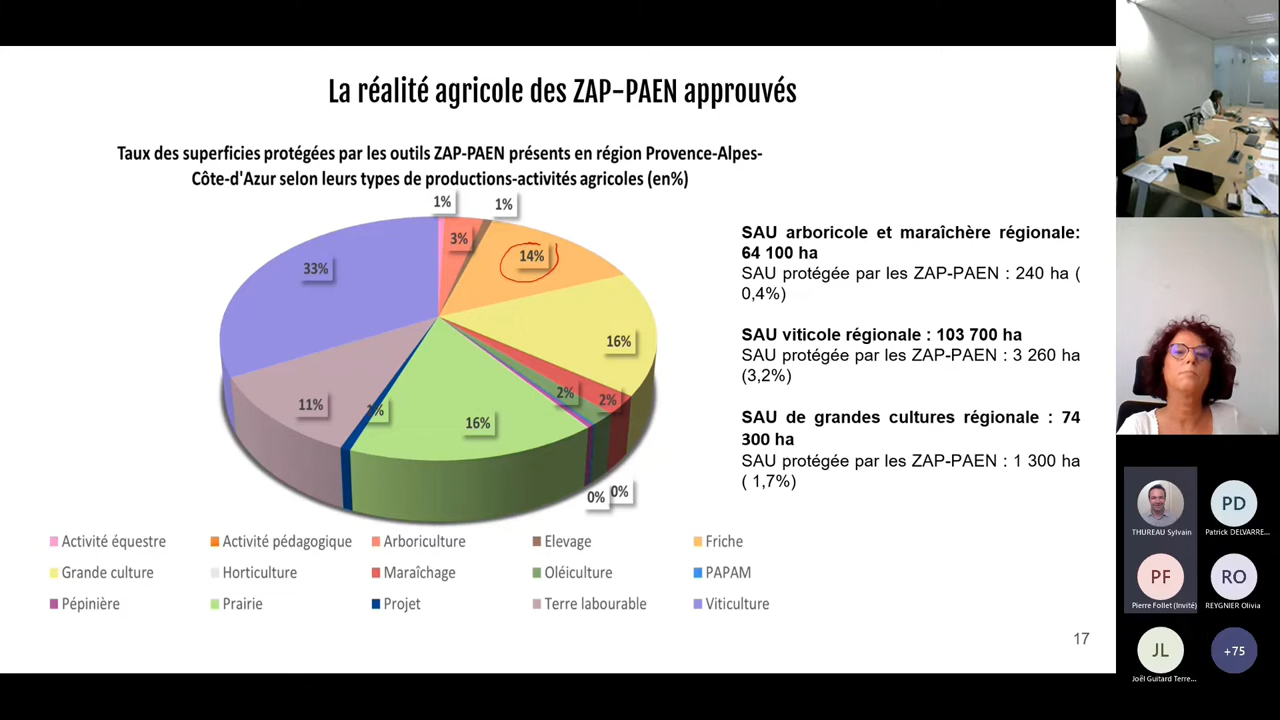 La réalité agricole des ZAP-PAEN approuvés
Taux des superficies protégées par les outils ZAP-PAEN présents en région Provence-Alpes-
Côte-d'Azur selon leurs types de productions-activités agricoles (en%)
1%
1%
3%
14%
33%
16%
2%
2%
11%
1%
16%
0%
0%
Activité équestre
Activité pédagogique
Arboriculture
Elevage
Friche
Grande culture
Horticulture
Maraîchage
Oléiculture
PAPAM
Pépinière
Prairie
Projet
Terre labourable
Viticulture
SAU arboricole et maraîchère régionale:
64 100 ha
SAU protégée par les ZAP-PAEN : 240 ha (
0,4%)
SAU viticole régionale : 103 700 ha
SAU protégée par les ZAP-PAEN : 3 260 ha
(3,2%)
SAU de grandes cultures régionale : 74
300 ha
SAU protégée par les ZAP-PAEN : 1 300 ha
( 1,7%)
17
THUREAU Sylvain
PD
Patrick DELVARRE...
PF
Pierre Follet (Invité)
RO
REYGNIER Olivia
JL
Joël Guitard Terre...
+75